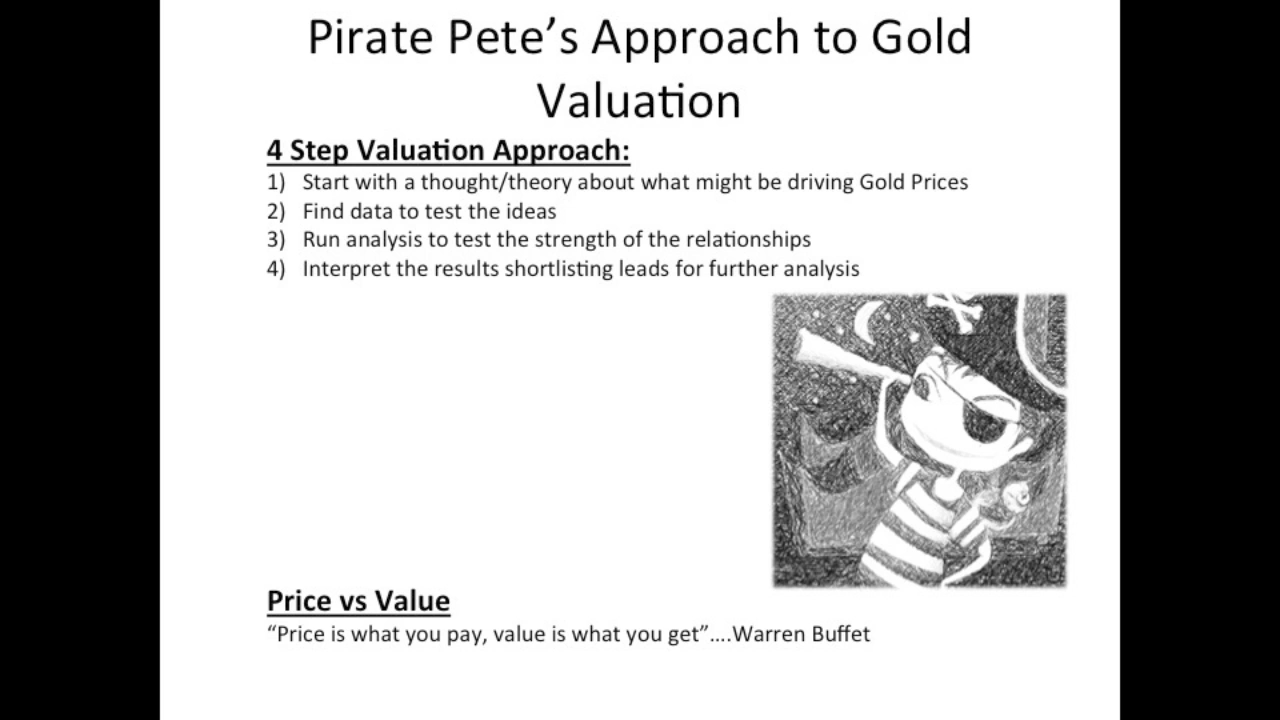 Pirate Pete’s Approach to Gold
Valuation
4 Step Valuation Approach:
1) Start with a thought/theory about what might be driving Gold Prices
2) Find data to test the ideas
3) Run analysis to test the strength of the relationships
4) Interpret the results shortlisting leads for further analysis
Price vs Value
“Price is what you pay, value is what you get”....Warren Buffet